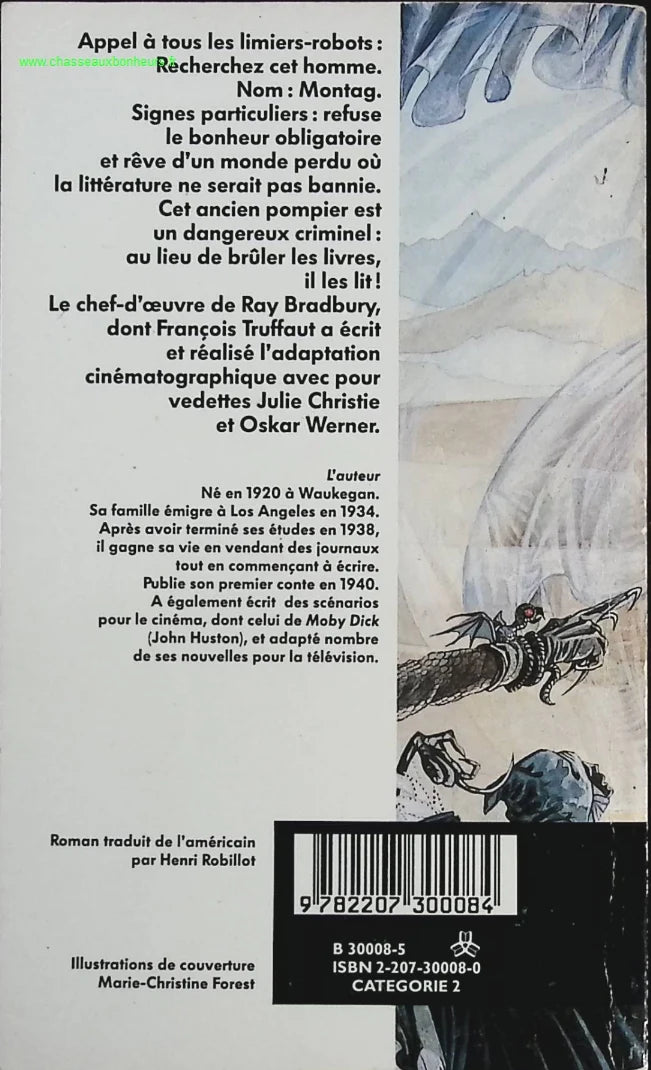 Appel à tous les limiers-robots :
www.chasseauxbonheurs.fr
Recherchez cet homme.
Nom : Montag.
Signes particuliers : refuse
le bonheur obligatoire
et rêve d'un monde perdu où
la littérature ne serait pas bannie.
Cet ancien pompier est
un dangereux criminel :
au lieu de brûler les livres,
il les lit !
Le chef-d'œuvre de Ray Bradbury,
dont François Truffaut a écrit
et réalisé l'adaptation
cinématographique avec pour
vedettes Julie Christie
et Oskar Werner.
L'auteur
Né en 1920 à Waukegan.
Sa famille émigre à Los Angeles en 1934.
Après avoir terminé ses études en 1938,
il gagne sa vie en vendant des journaux
tout en commençant à écrire.
Publie son premier conte en 1940.
A également écrit des scénarios
pour le cinéma, dont celui de Moby Dick
(John Huston), et adapté nombre
de ses nouvelles pour la télévision.
Roman traduit de l'américain
par Henri Robillot
9 782207 300084
B 30008-5
ISBN 2-207-30008-0
CATEGORIE 2
Illustrations de couverture
Marie-Christine Forest